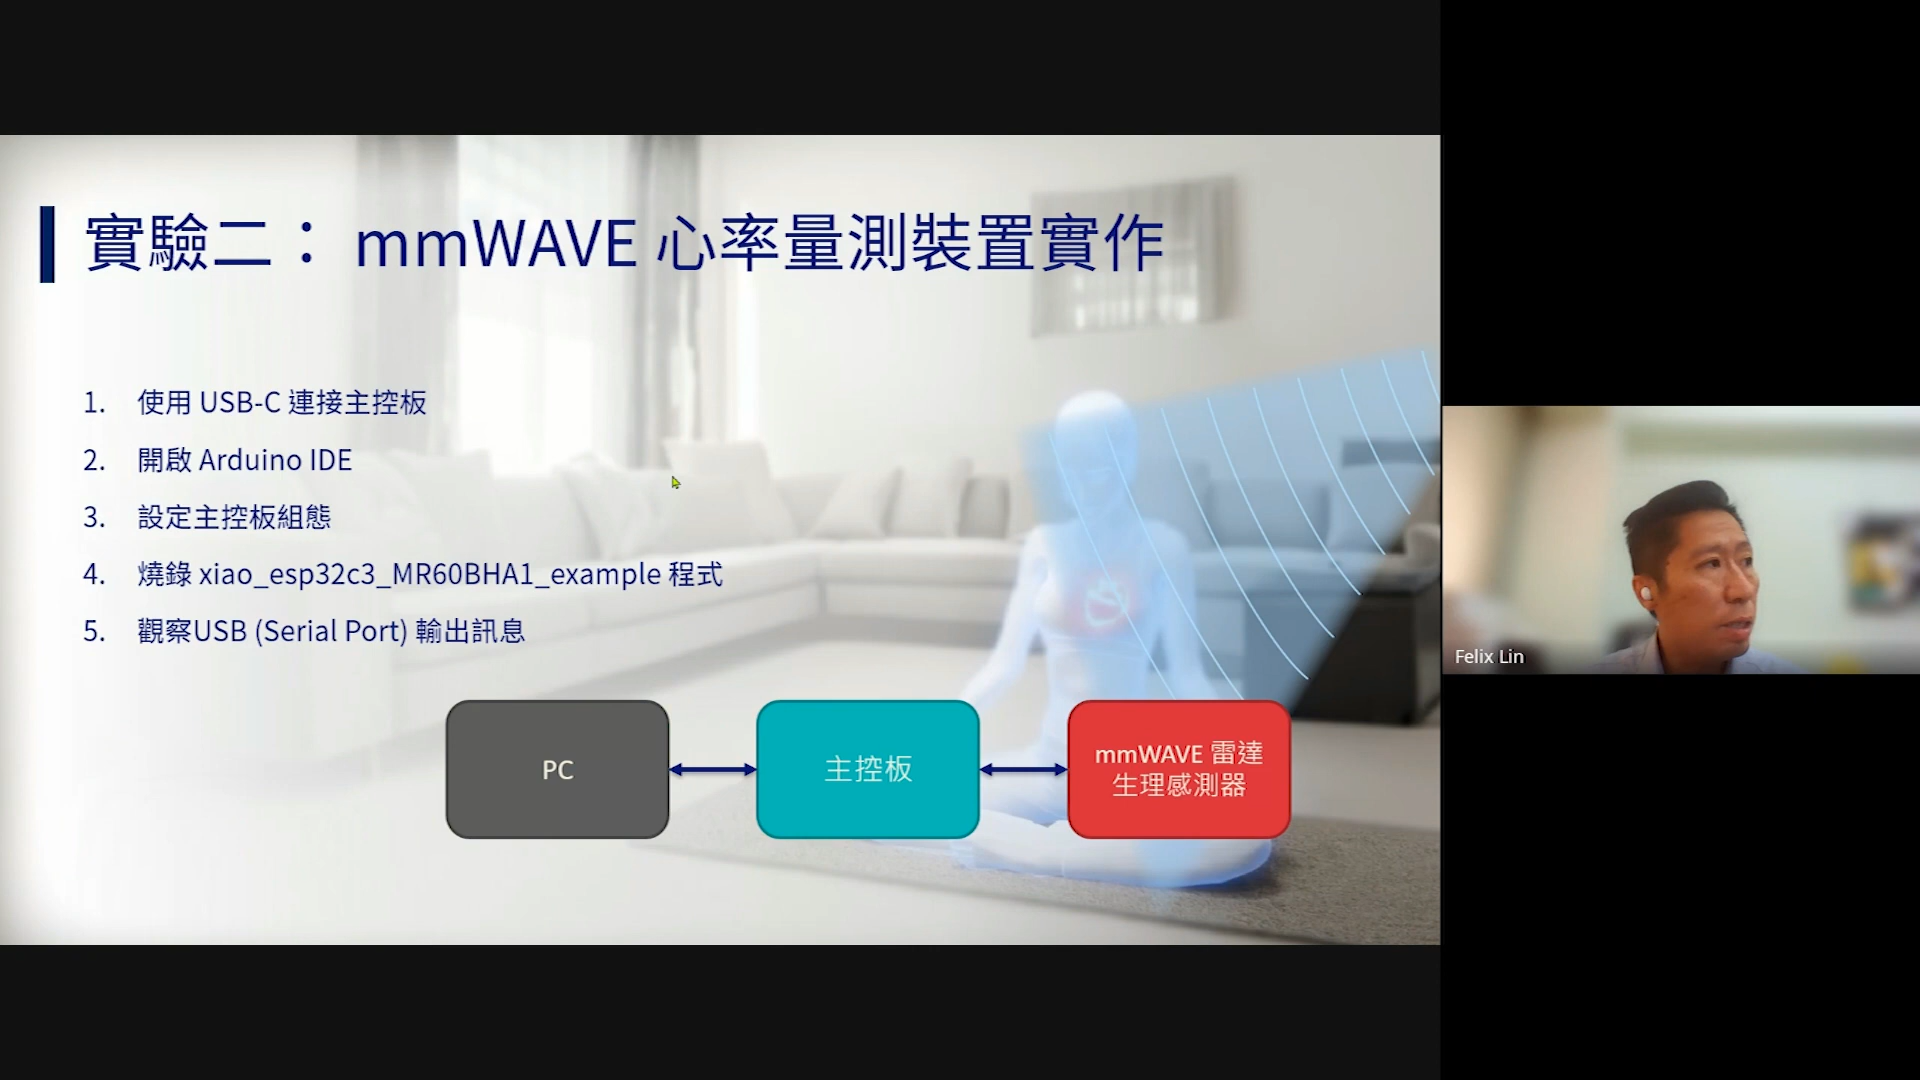 實驗二： mmWAVE 心率量測裝置實作
1. 使用 USB-C 連接主控板
2. 開啟 Arduino IDE
3. 設定主控板組態
4. 燒錄 xiao_esp32c3_MR60BHA1_example 程式
5. 觀察USB (Serial Port) 輸出訊息
PC
主控板
mmWAVE 雷達
生理感測器
Felix Lin